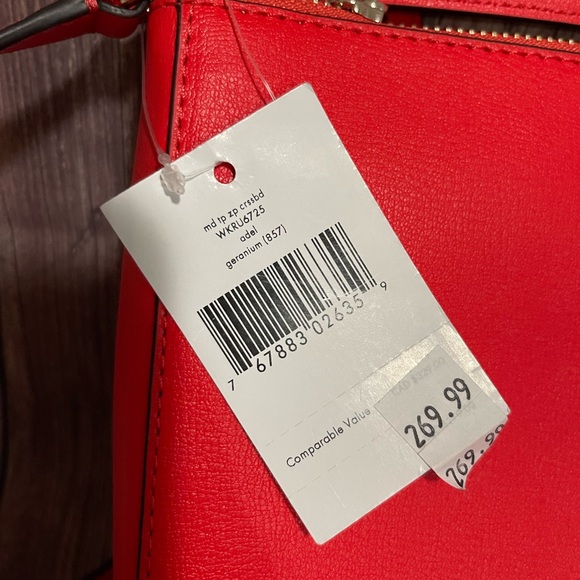 md tp zp crssbd
WKRU6725
adel
geranium (857)
7 67883 02635 9
Comparable Value
269.99
269.99